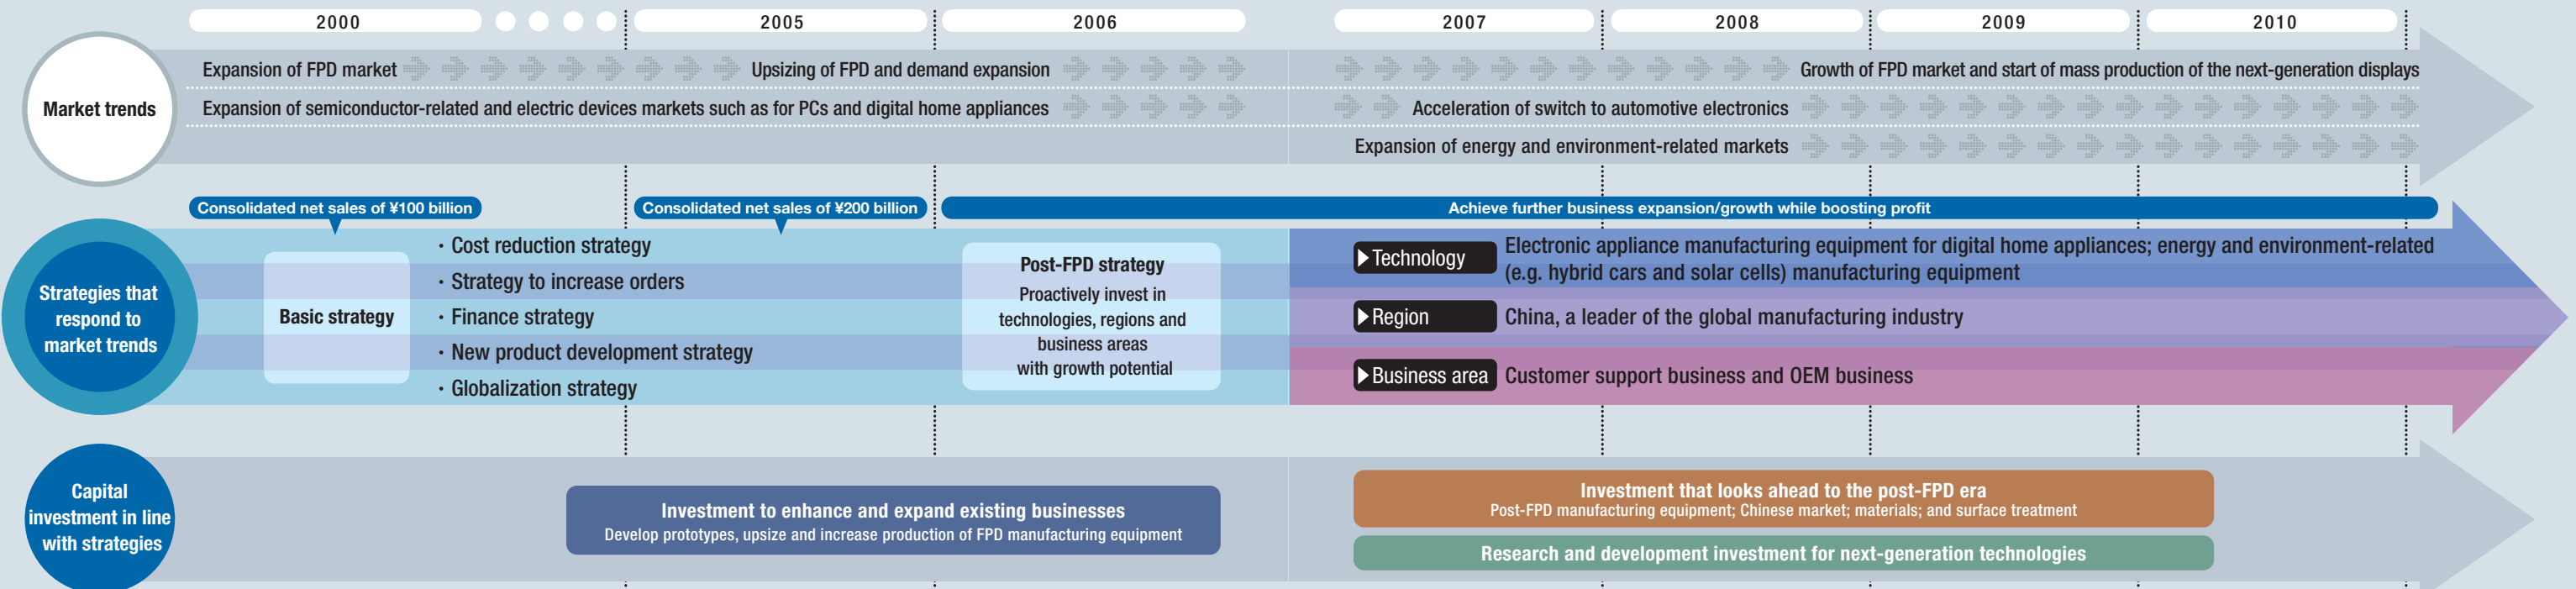 2000 2005 2006 2007 2008 2009 2010
Market trends
Expansion of FPD market Upsizing of FPD and demand expansion Growth of FPD market and start of mass production of the next-generation displays
Expansion of semiconductor-related and electric devices markets such as for PCs and digital home appliances Acceleration of switch to automotive electronics
Expansion of energy and environment-related markets
Consolidated net sales of ¥100 billion Consolidated net sales of ¥200 billion Achieve further business expansion/growth while boosting profit
Strategies that
respond to
market trends
Basic strategy
· Cost reduction strategy
· Strategy to increase orders
· Finance strategy
· New product development strategy
· Globalization strategy
Post-FPD strategy
Proactively invest in
technologies, regions and
business areas
with growth potential
Technology Electronic appliance manufacturing equipment for digital home appliances; energy and environment-related
(e.g. hybrid cars and solar cells) manufacturing equipment
Region China, a leader of the global manufacturing industry
Business area Customer support business and OEM business
Capital
investment in line
with strategies
Investment to enhance and expand existing businesses
Develop prototypes, upsize and increase production of FPD manufacturing equipment
Investment that looks ahead to the post-FPD era
Post-FPD manufacturing equipment; Chinese market; materials; and surface treatment
Research and development investment for next-generation technologies